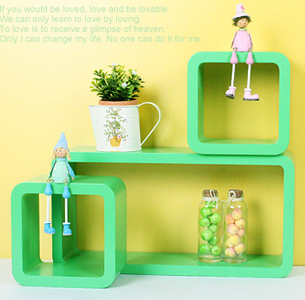 If you would be loved, love and be lovable.
We can only learn to love by loving.
To love is to receive a glimpse of heaven.
Only I can change my life. No one can do it for me.